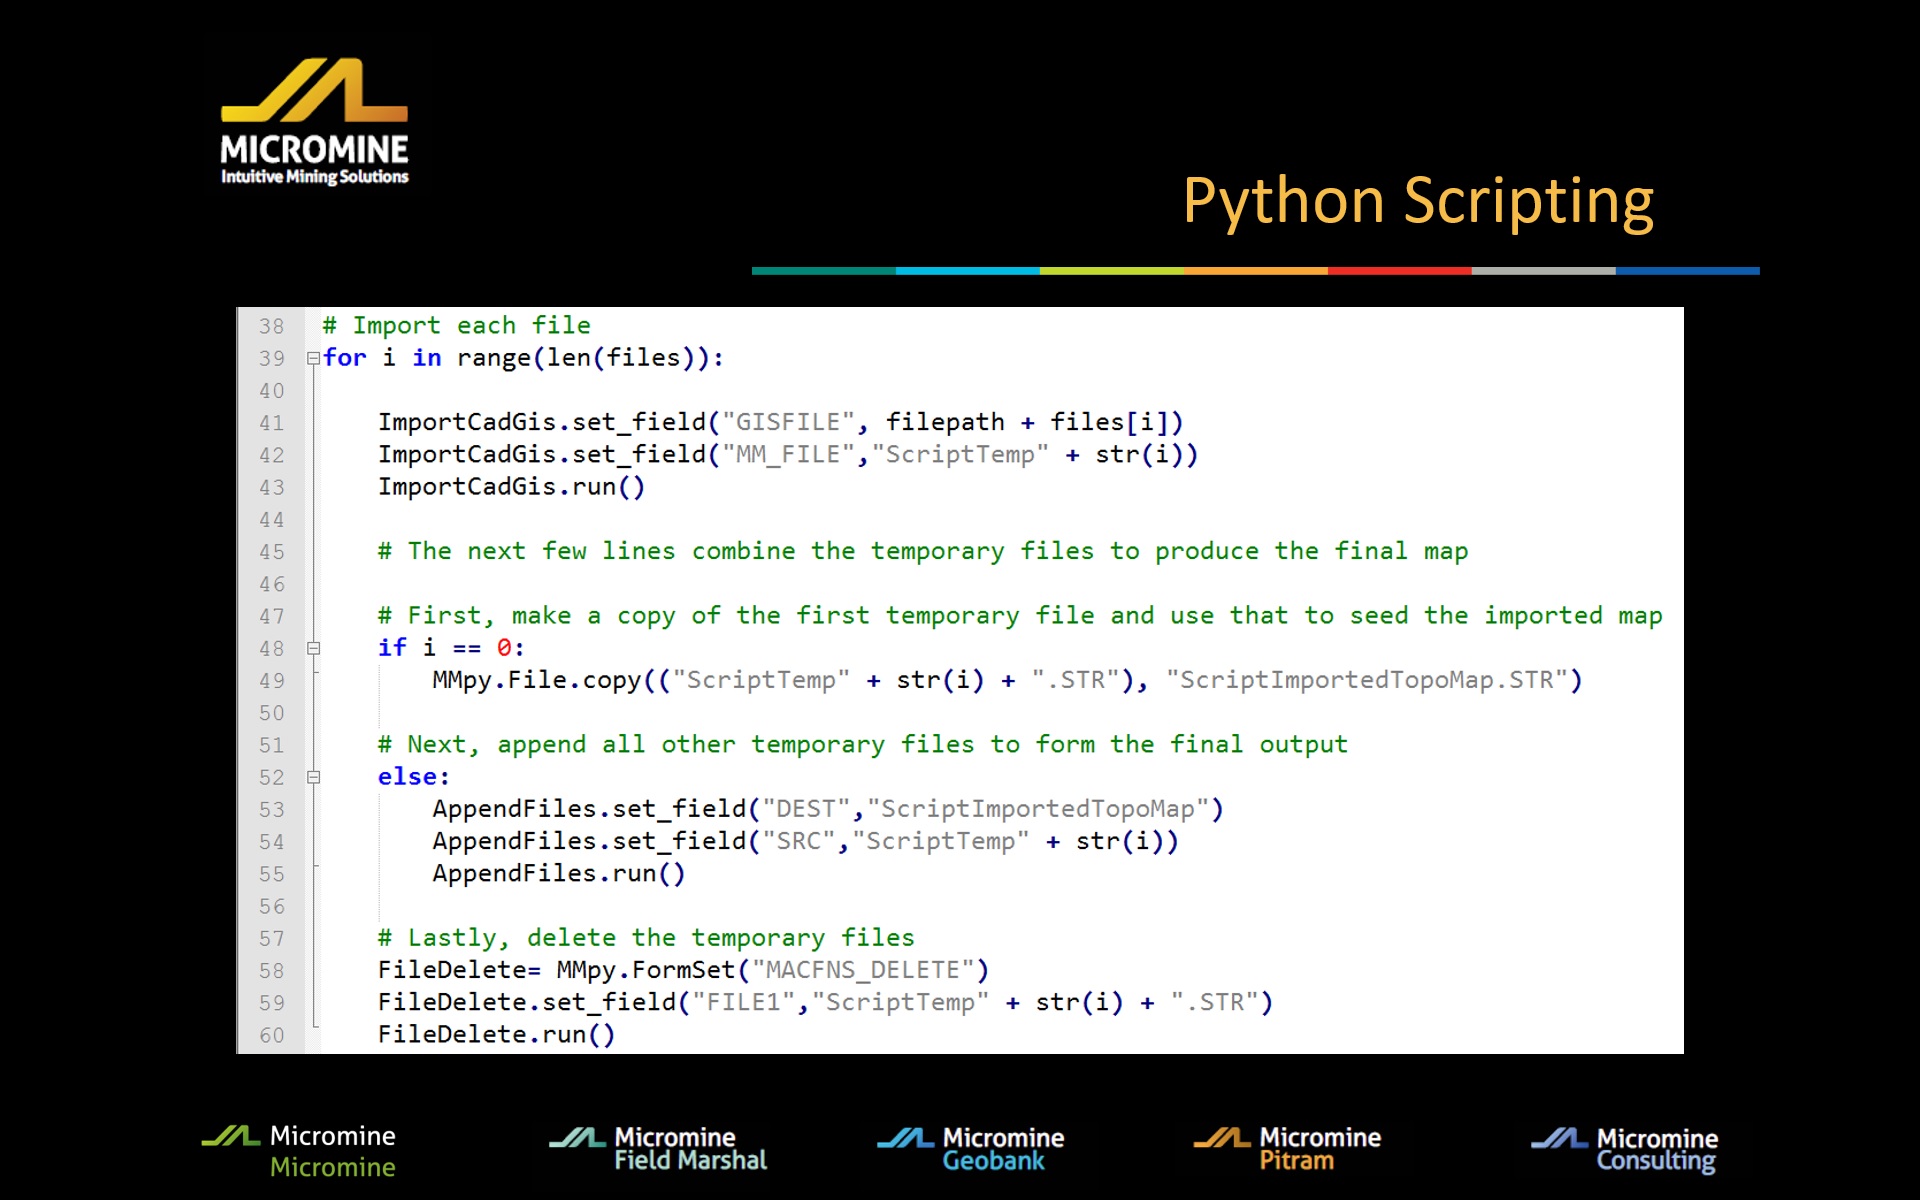 MICROMINE
Intuitive Mining Solutions
Python Scripting
38 # Import each file
39 for i in range(len(files)):
40
41     ImportCadGis.set_field("GISFILE", filepath + files[i])
42     ImportCadGis.set_field("MM_FILE","ScriptTemp" + str(i))
43     ImportCadGis.run()
44
45     # The next few lines combine the temporary files to produce the final map
46
47     # First, make a copy of the first temporary file and use that to seed the imported map
48     if i == 0:
49         MMpy.File.copy(("ScriptTemp" + str(i) + ".STR"), "ScriptImportedTopoMap.STR")
50
51     # Next, append all other temporary files to form the final output
52     else:
53         AppendFiles.set_field("DEST","ScriptImportedTopoMap")
54         AppendFiles.set_field("SRC","ScriptTemp" + str(i))
55         AppendFiles.run()
56
57     # Lastly, delete the temporary files
58     FileDelete= MMpy.FormSet("MACFNS_DELETE")
59     FileDelete.set_field("FILE1","ScriptTemp" + str(i) + ".STR")
60     FileDelete.run()
Micromine
Micromine
Micromine
Field Marshal
Micromine
Geobank
Micromine
Pitram
Micromine
Consulting